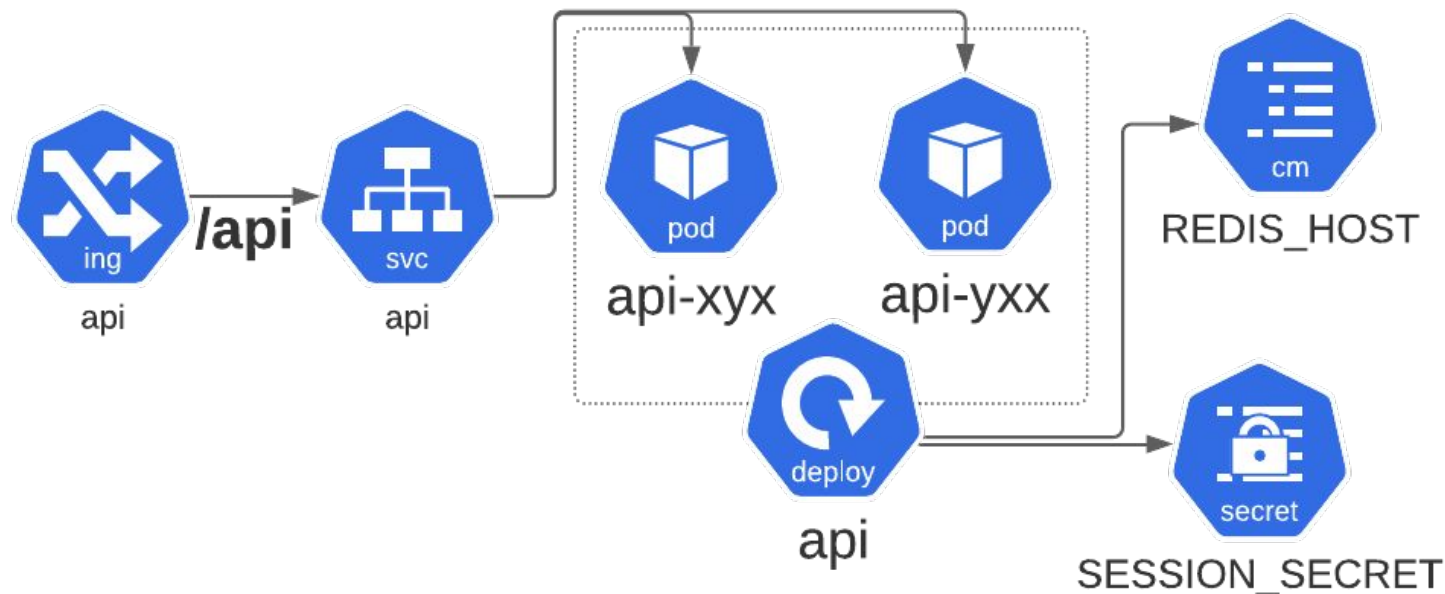 ing
/api
api
svc
api
pod
api-xyx
pod
api-yxx
cm
REDIS_HOST
deploy
api
secret
SESSION_SECRET